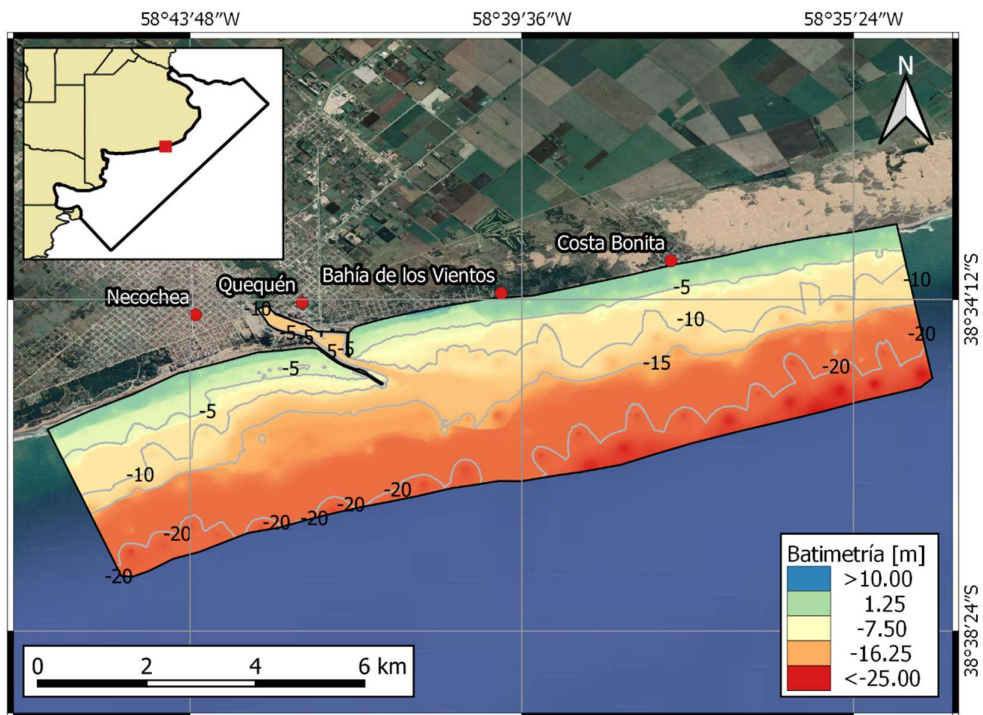 58°43′48″W 58°39′36″W 58°35′24″W
N
Costa Bonita
Bahía de los Vientos
Quequén
Necochea
-5
-10
-10
-10
-5
-5
-5
5
-20
-15
-20
-5
-5
-10
-20
-20
-20
-20
-20
-20
38°34′12″S
38°38′24″S
Batimetría [m]
>10.00
1.25
-7.50
-16.25
<-25.00
0 2 4 6 km